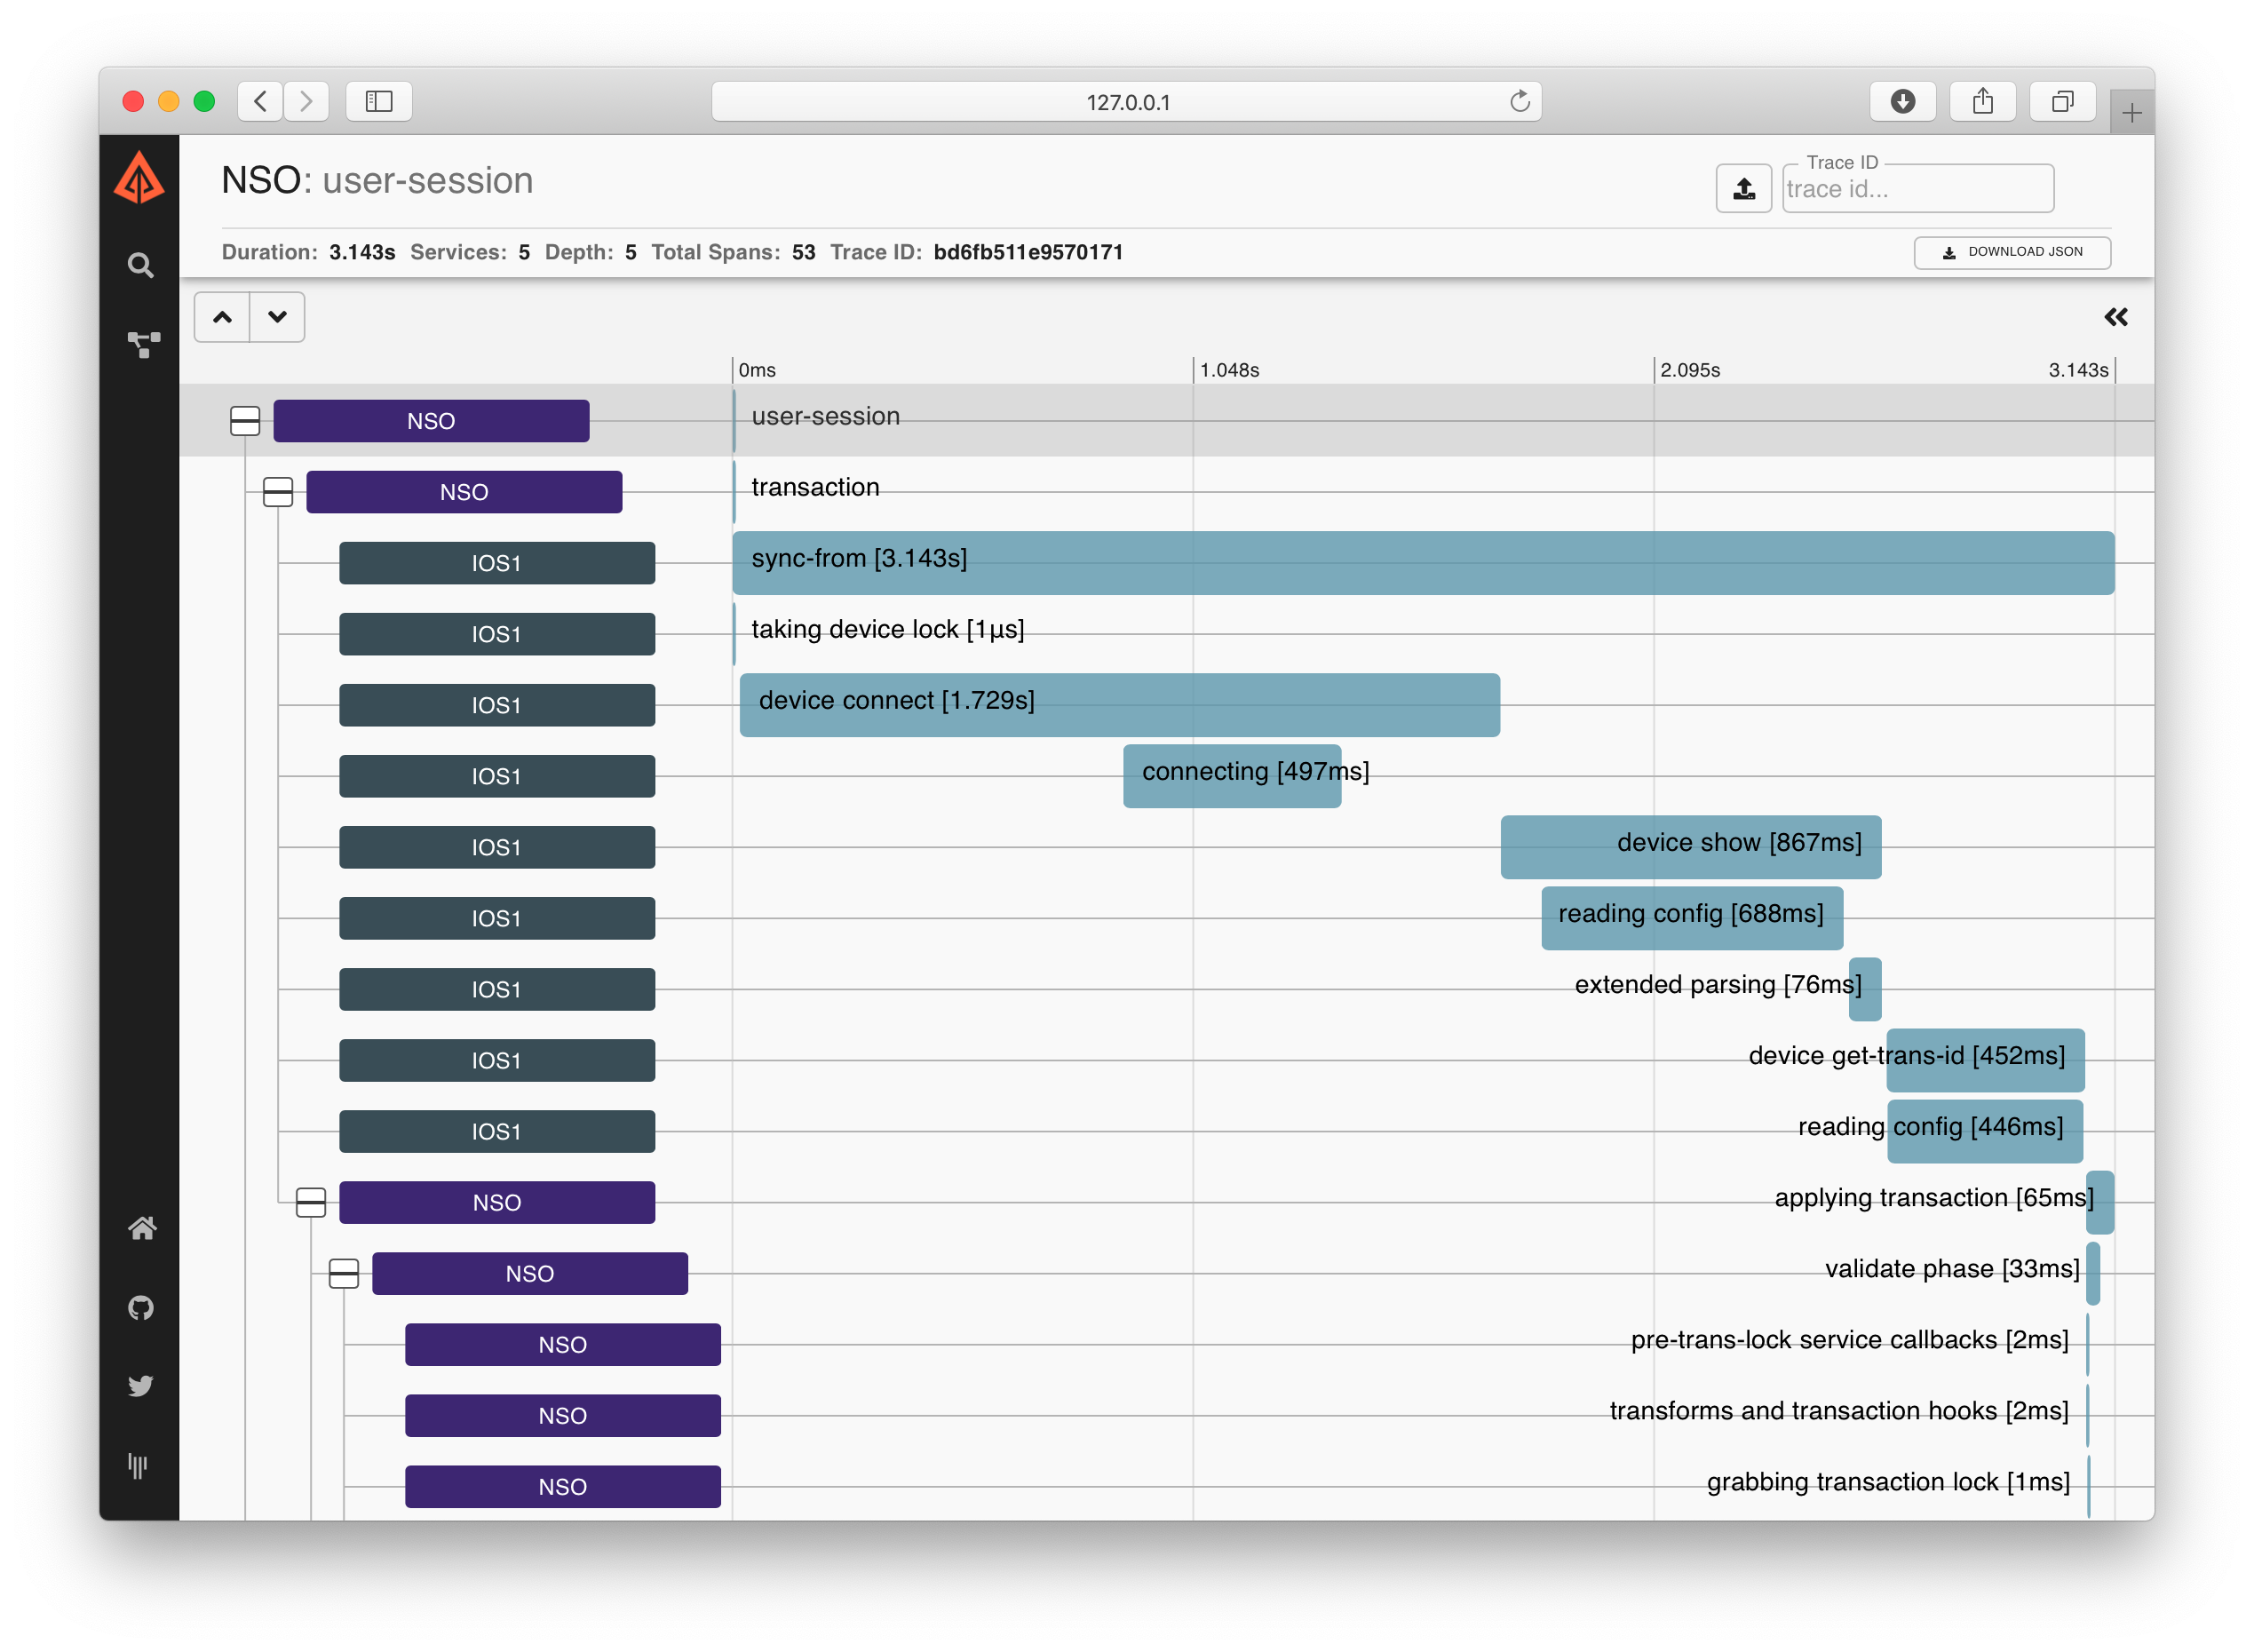 127.0.0.1
NSO: user-session
Trace ID
trace id...
Duration: 3.143s Services: 5 Depth: 5 Total Spans: 53 Trace ID: bd6fb511e9570171
DOWNLOAD JSON
0ms 1.048s 2.095s 3.143s
NSO user-session
NSO transaction
IOS1 sync-from [3.143s]
IOS1 taking device lock [1μs]
IOS1 device connect [1.729s]
IOS1 connecting [497ms]
IOS1 device show [867ms]
IOS1 reading config [688ms]
IOS1 extended parsing [76ms]
IOS1 device get-trans-id [452ms]
IOS1 reading config [446ms]
NSO applying transaction [65ms]
NSO validate phase [33ms]
NSO pre-trans-lock service callbacks [2ms]
NSO transforms and transaction hooks [2ms]
NSO grabbing transaction lock [1ms]